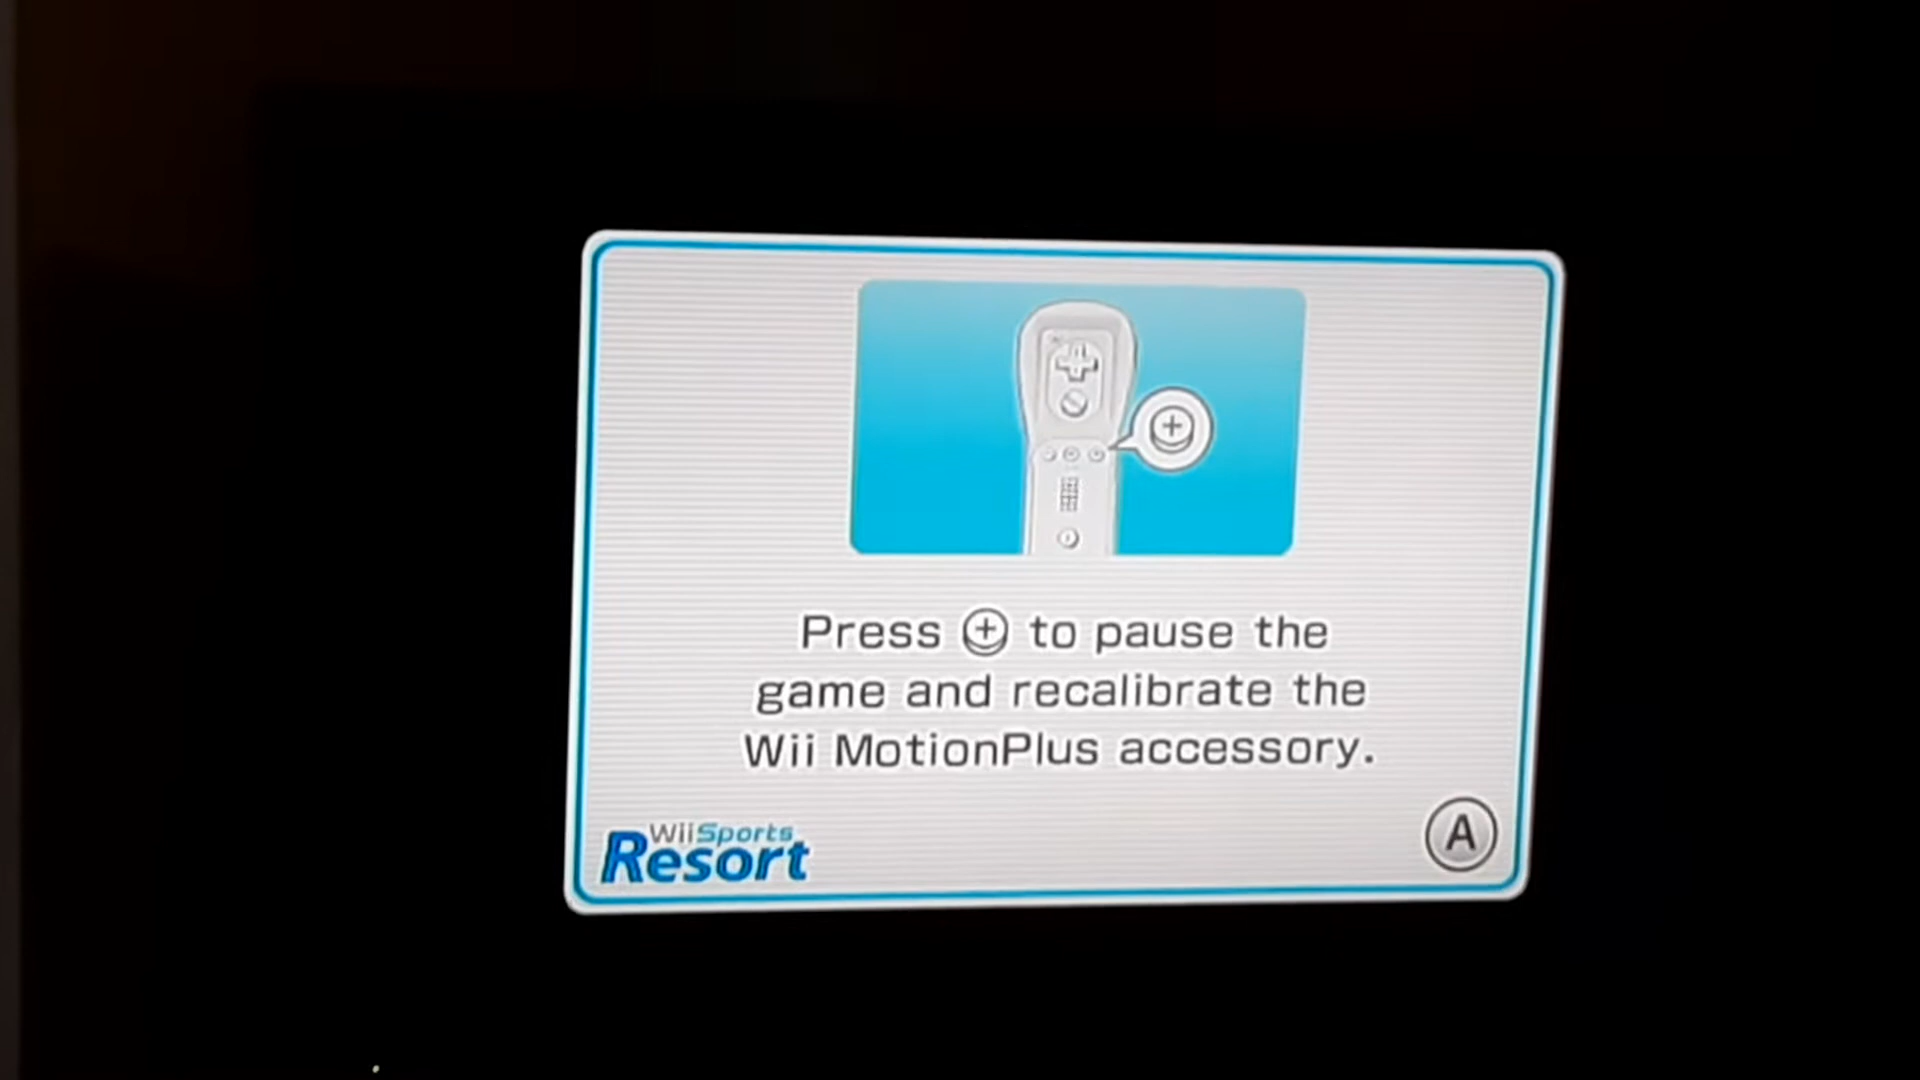 Press ⊕ to pause the
game and recalibrate the
Wii MotionPlus accessory.
WiiSports
Resort
A